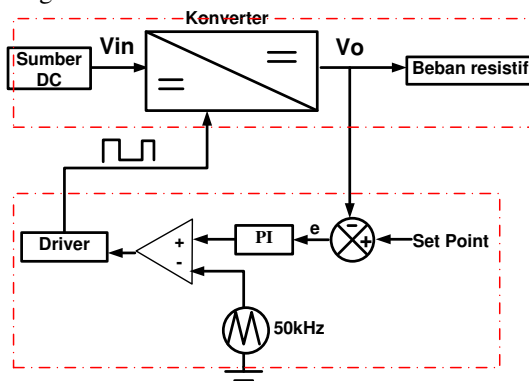 Konverter
Sumber
DC
Vin
Vo
Beban resistif
Driver
+
-
PI
e
-
+
Set Point
50kHz